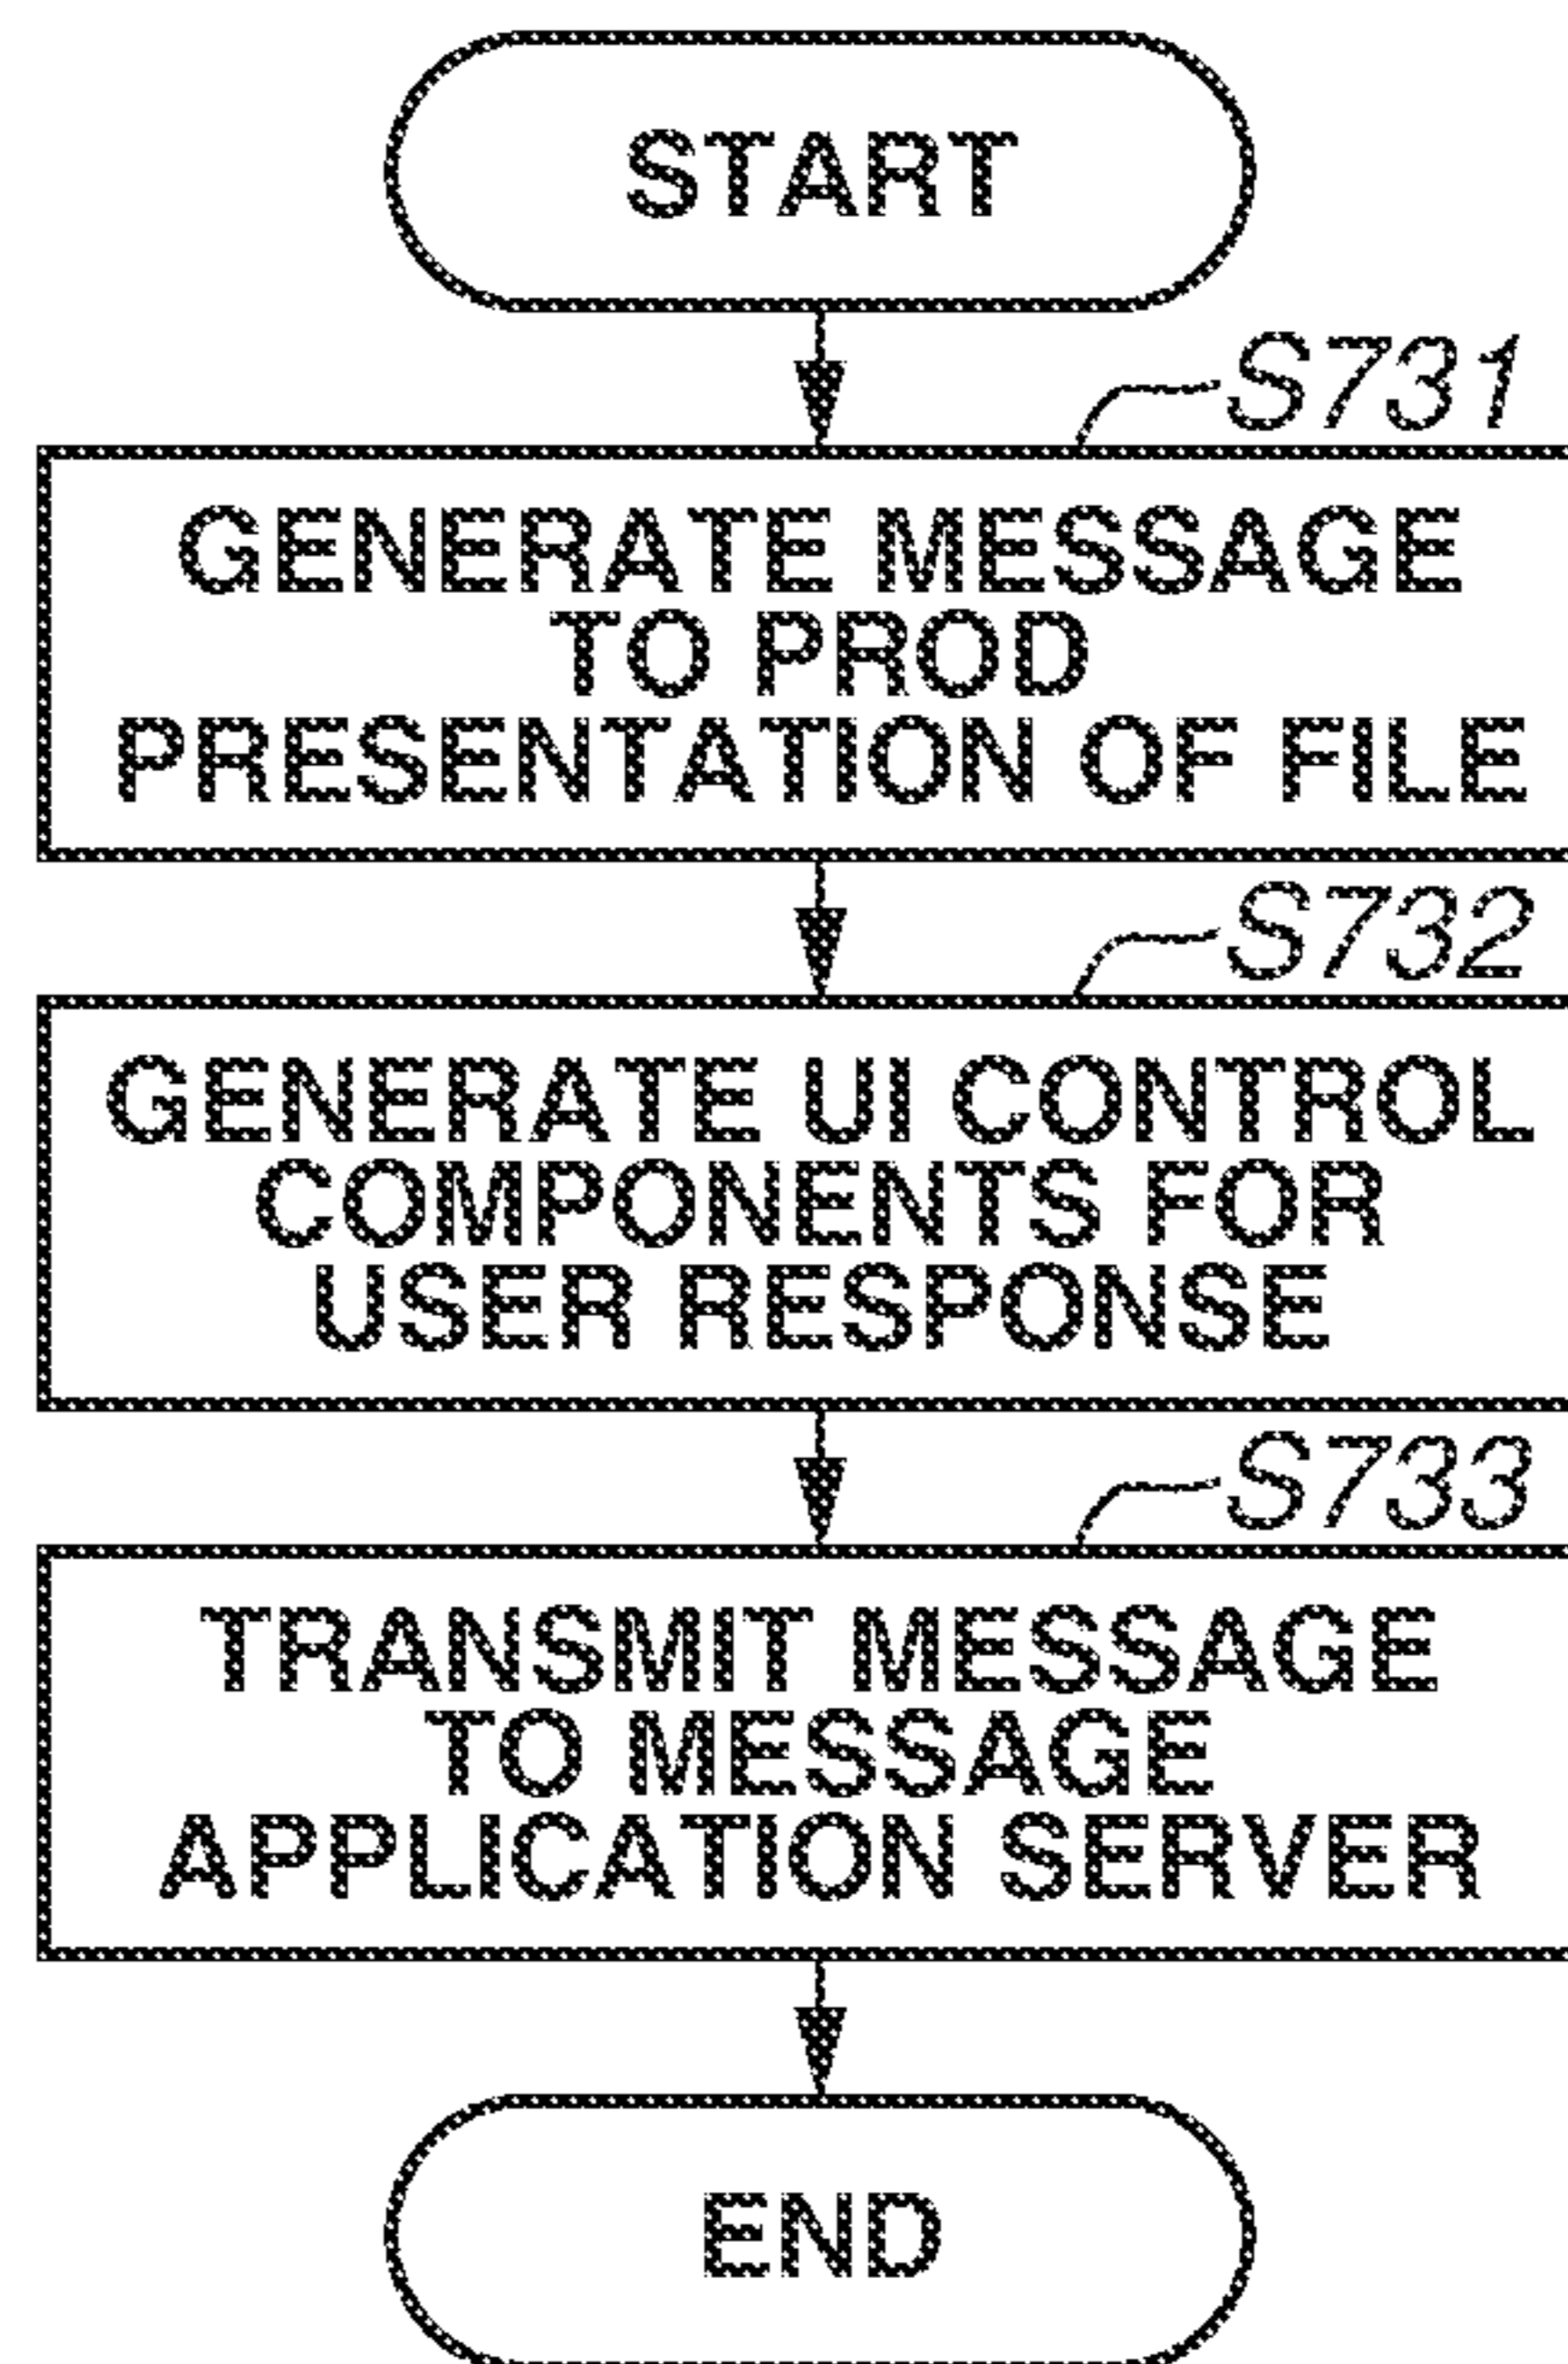 START
S731
GENERATE MESSAGE
TO PROD
PRESENTATION OF FILE
S732
GENERATE UI CONTROL
COMPONENTS FOR
USER RESPONSE
S733
TRANSMIT MESSAGE
TO MESSAGE
APPLICATION SERVER
END